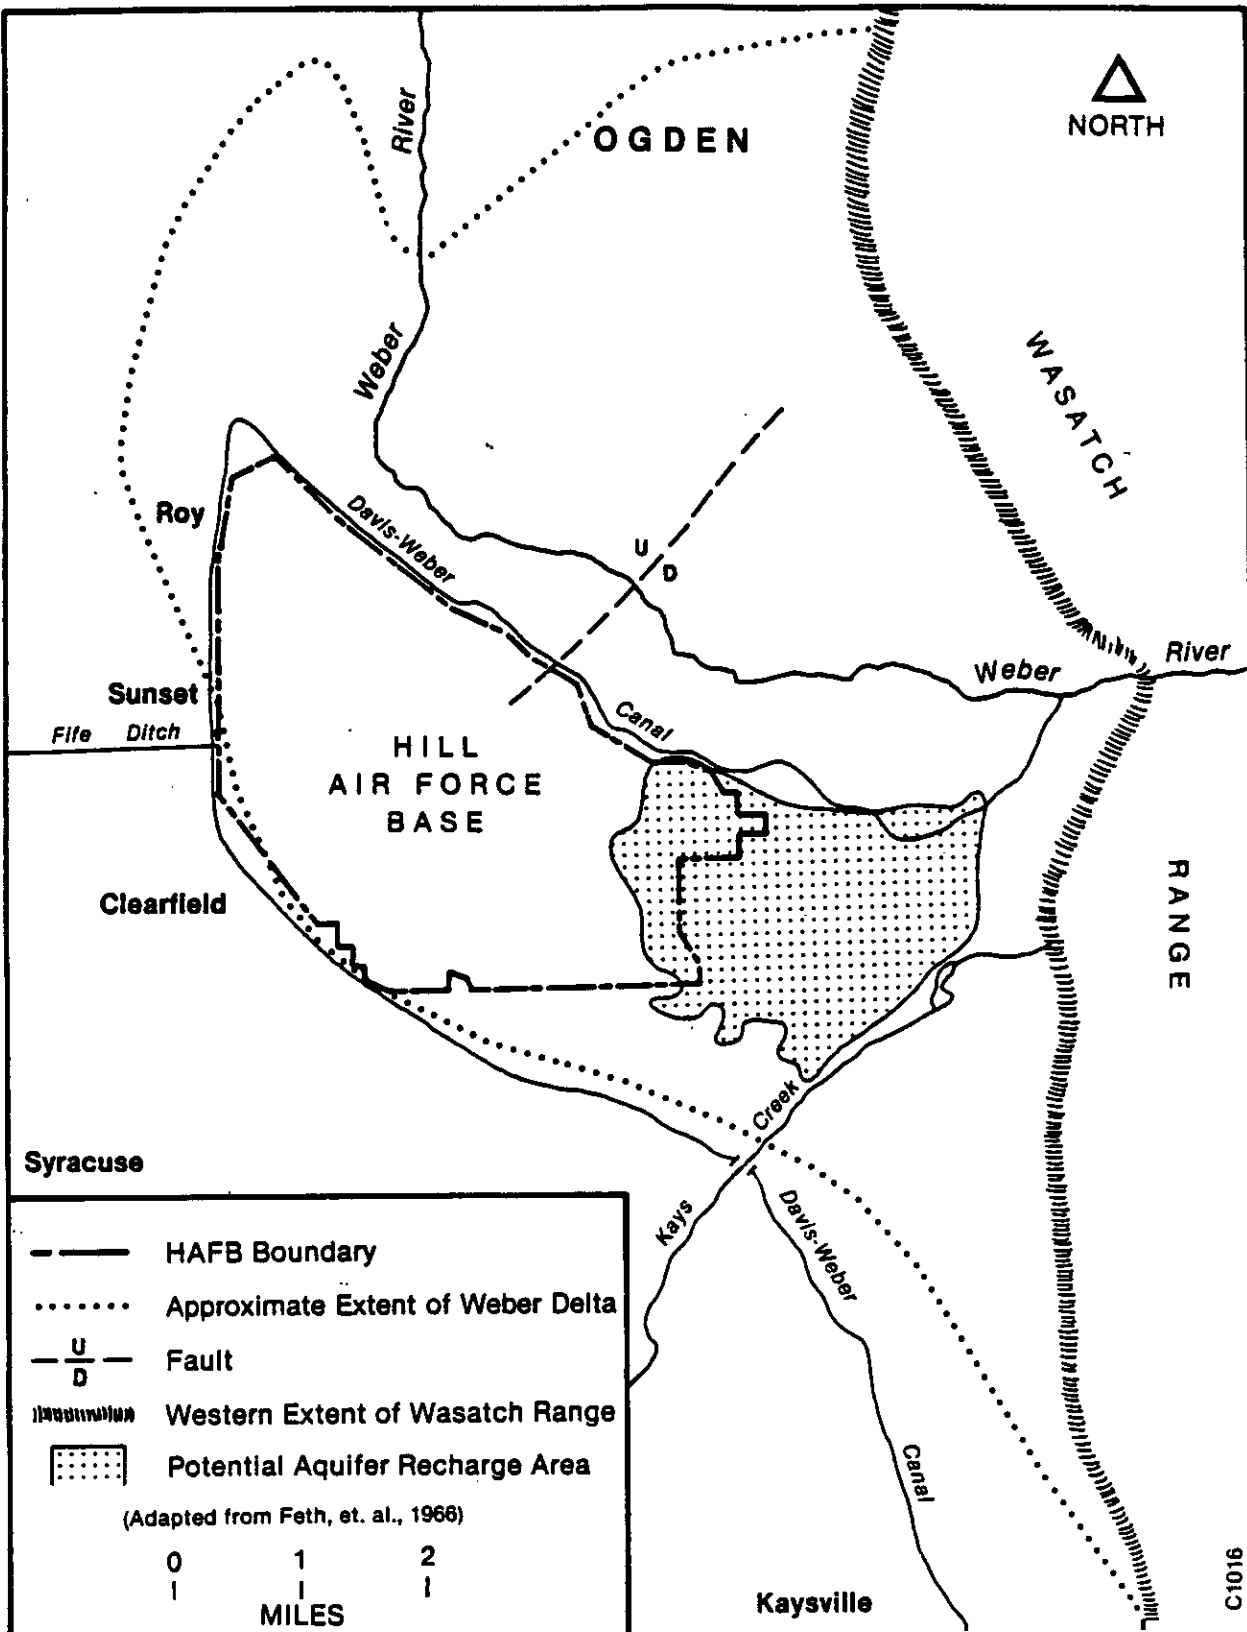 NORTH
OGDEN
River
Weber
WASATCH
Roy
Davis-Weber
U
D
River
Weber
Sunset
Fife Ditch
Canal
HILL
AIR FORCE
BASE
RANGE
Clearfield
Creek
Syracuse
Kays
Davis-Weber
HAFB Boundary
Approximate Extent of Weber Delta
U
D
Fault
Western Extent of Wasatch Range
Potential Aquifer Recharge Area
(Adapted from Feth, et. al., 1966)
0 1 2
MILES
Canal
Kaysville
C1016